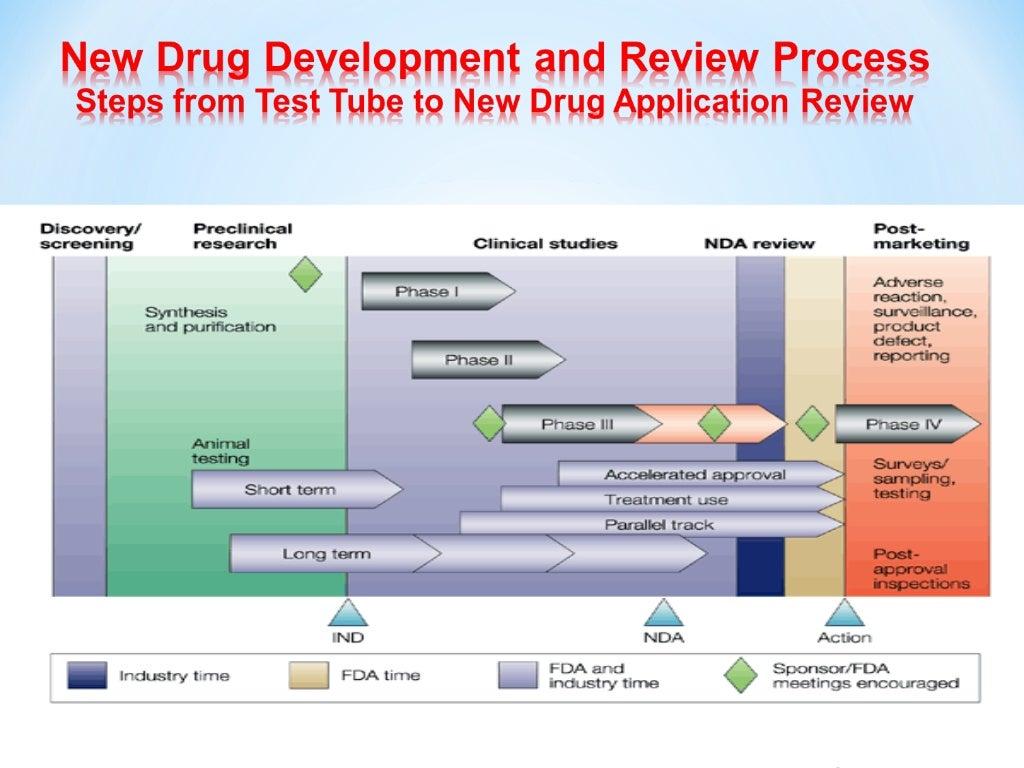 New Drug Development and Review Process
Steps from Test Tube to New Drug Application Review
Discovery/
screening
Preclinical
research
Clinical studies
NDA review
Post-
marketing
Synthesis
and purification
Phase I
Adverse
reaction,
surveillance,
product
defect,
reporting
Phase II
Phase III
Phase IV
Animal
testing
Short term
Accelerated approval
Treatment use
Parallel track
Surveys/
sampling,
testing
Long term
Post-
approval
inspections
IND
NDA
Action
Industry time
FDA time
FDA and
industry time
Sponsor/FDA
meetings encouraged